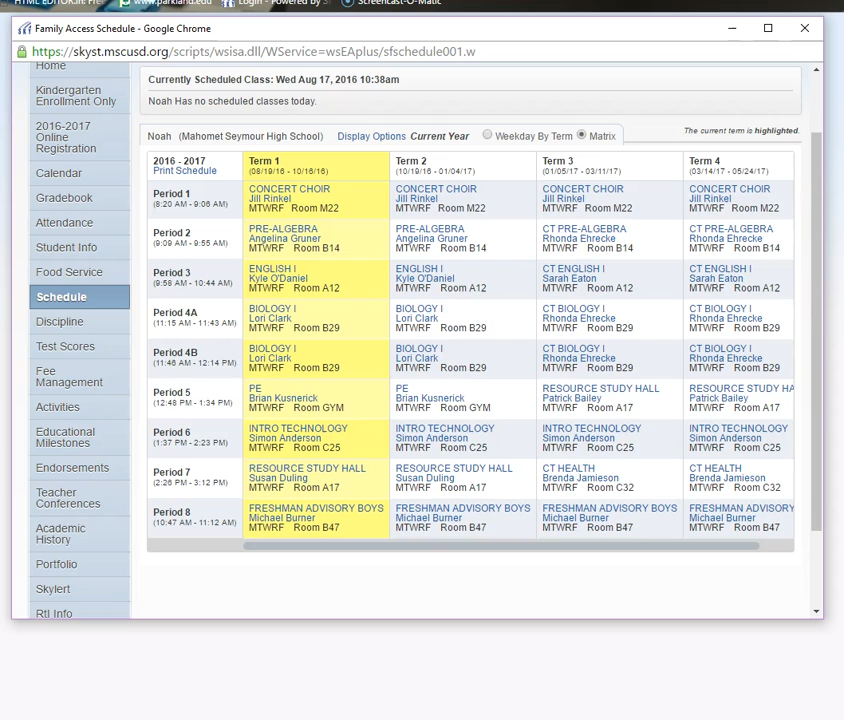 HTML EDITOR.in: Fre www.parkland.edu Login - Powered by S Screencast-O-Matic
Family Access Schedule - Google Chrome
https://skyst.mscusd.org/scripts/wsisa.dll/WService=wsEAplus/sfschedule001.w
Home
Kindergarten
Enrollment Only
2016-2017
Online
Registration
Calendar
Gradebook
Attendance
Student Info
Food Service
Schedule
Discipline
Test Scores
Fee
Management
Activities
Educational
Milestones
Endorsements
Teacher
Conferences
Academic
History
Portfolio
Skylert
RtI Info
Currently Scheduled Class: Wed Aug 17, 2016 10:38am
Noah Has no scheduled classes today.
Noah (Mahomet Seymour High School) Display Options Current Year Weekday By Term Matrix
The current term is highlighted.
2016 - 2017 Term 1 Term 2 Term 3 Term 4
Print Schedule (08/19/16 - 10/16/16) (10/19/16 - 01/04/17) (01/05/17 - 03/11/17) (03/14/17 - 05/24/17)
Period 1
(8:20 AM - 9:06 AM)
CONCERT CHOIR CONCERT CHOIR CONCERT CHOIR CONCERT CHOIR
Jill Rinkel Jill Rinkel Jill Rinkel Jill Rinkel
MTWRF Room M22 MTWRF Room M22 MTWRF Room M22 MTWRF Room M22
Period 2
(9:09 AM - 9:55 AM)
PRE-ALGEBRA PRE-ALGEBRA CT PRE-ALGEBRA CT PRE-ALGEBRA
Angelina Gruner Angelina Gruner Rhonda Ehrecke Rhonda Ehrecke
MTWRF Room B14 MTWRF Room B14 MTWRF Room B14 MTWRF Room B14
Period 3
(9:58 AM - 10:44 AM)
ENGLISH I ENGLISH I CT ENGLISH I CT ENGLISH I
Kyle O'Daniel Kyle O'Daniel Sarah Eaton Sarah Eaton
MTWRF Room A12 MTWRF Room A12 MTWRF Room A12 MTWRF Room A12
Period 4A
(11:15 AM - 11:43 AM)
BIOLOGY I BIOLOGY I CT BIOLOGY I CT BIOLOGY I
Lori Clark Lori Clark Rhonda Ehrecke Rhonda Ehrecke
MTWRF Room B29 MTWRF Room B29 MTWRF Room B29 MTWRF Room B29
Period 4B
(11:46 AM - 12:14 PM)
BIOLOGY I BIOLOGY I CT BIOLOGY I CT BIOLOGY I
Lori Clark Lori Clark Rhonda Ehrecke Rhonda Ehrecke
MTWRF Room B29 MTWRF Room B29 MTWRF Room B29 MTWRF Room B29
Period 5
(12:48 PM - 1:34 PM)
PE PE RESOURCE STUDY HALL RESOURCE STUDY HA
Brian Kusnerick Brian Kusnerick Patrick Bailey Patrick Bailey
MTWRF Room GYM MTWRF Room GYM MTWRF Room A17 MTWRF Room A17
Period 6
(1:37 PM - 2:23 PM)
INTRO TECHNOLOGY INTRO TECHNOLOGY INTRO TECHNOLOGY INTRO TECHNOLOGY
Simon Anderson Simon Anderson Simon Anderson Simon Anderson
MTWRF Room C25 MTWRF Room C25 MTWRF Room C25 MTWRF Room C25
Period 7
(2:26 PM - 3:12 PM)
RESOURCE STUDY HALL RESOURCE STUDY HALL CT HEALTH CT HEALTH
Susan Duling Susan Duling Brenda Jamieson Brenda Jamieson
MTWRF Room A17 MTWRF Room A17 MTWRF Room C32 MTWRF Room C32
Period 8
(10:47 AM - 11:12 AM)
FRESHMAN ADVISORY BOYS FRESHMAN ADVISORY BOYS FRESHMAN ADVISORY BOYS FRESHMAN ADVISORY
Michael Burner Michael Burner Michael Burner Michael Burner
MTWRF Room B47 MTWRF Room B47 MTWRF Room B47 MTWRF Room B47